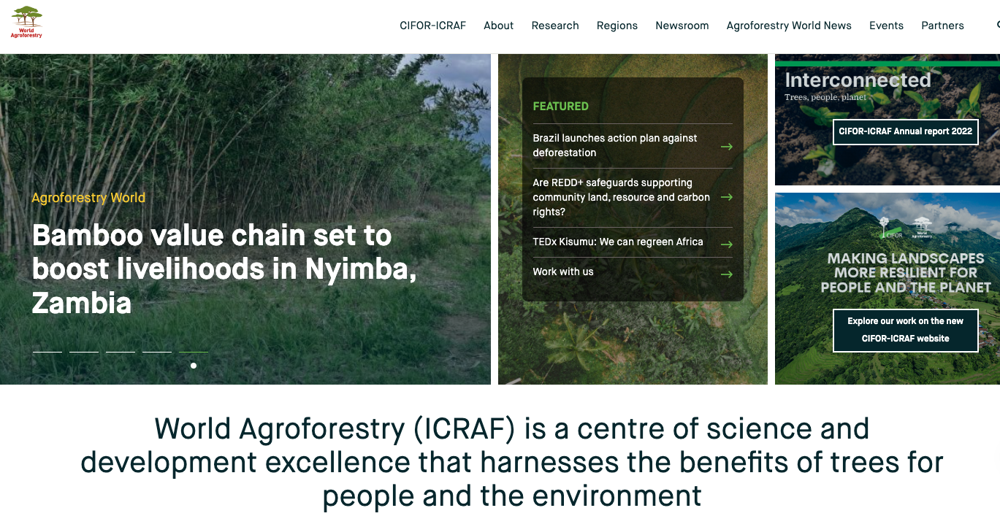 World
Agroforestry
CIFOR-ICRAF About Research Regions Newsroom Agroforestry World News Events Partners
Agroforestry World
Bamboo value chain set to
boost livelihoods in Nyimba,
Zambia
FEATURED
Brazil launches action plan against
deforestation
Are REDD+ safeguards supporting
community land, resource and carbon
rights?
TEDx Kisumu: We can regreen Africa
Work with us
Interconnected
Trees, people, planet
CIFOR-ICRAF Annual report 2022
CIFOR
World
Agroforestry
MAKING LANDSCAPES
MORE RESILIENT FOR
PEOPLE AND THE PLANET
Explore our work on the new
CIFOR-ICRAF website
World Agroforestry (ICRAF) is a centre of science and
development excellence that harnesses the benefits of trees for
people and the environment